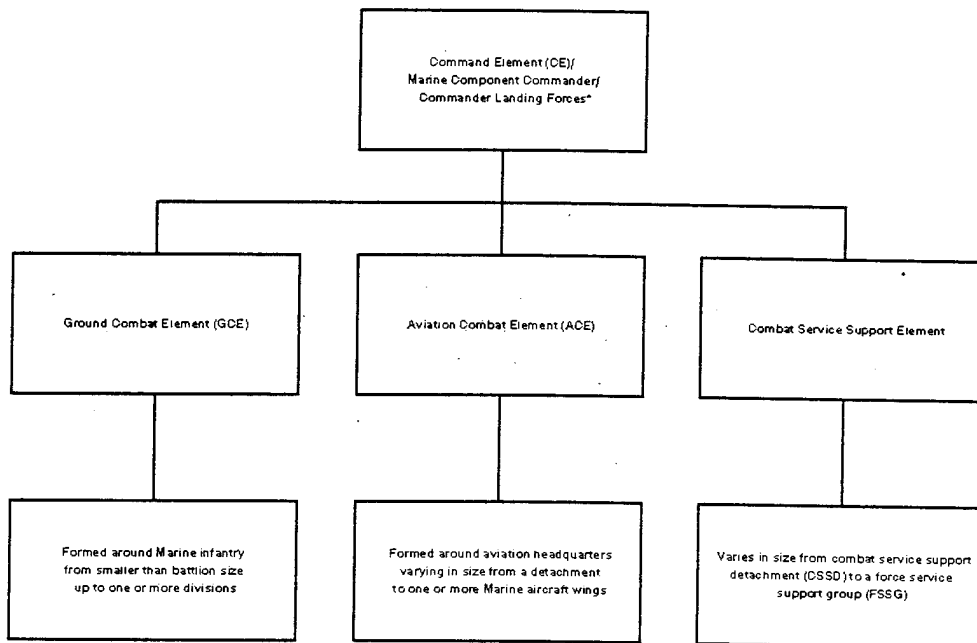 Command Element (CE)/
Marine Component Commander/
Commander Landing Forces*
Ground Combat Element (GCE)
Aviation Combat Element (ACE)
Combat Service Support Element
Formed around Marine infantry
from smaller than battlion size
up to one or more divisions
Formed around aviation headquarters
varying in size from a detachment
to one or more Marine aircraft wings
Varies in size from combat service support
detachment (CSSD) to a force service
support group (FSSG)